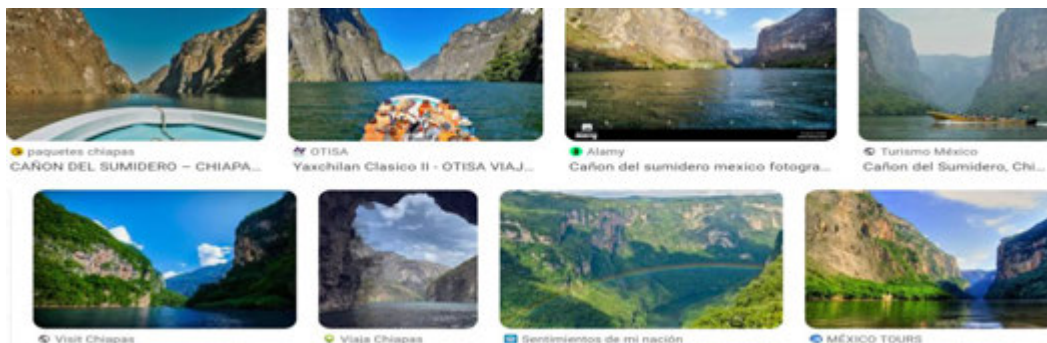 paquetes chiapas
CAÑON DEL SUMIDERO – CHIAPA...
OTISA
Yaxchilan Clasico II - OTISA VIAJ...
alamy
Alamy
Cañon del sumidero mexico fotogra...
Turismo México
Cañon del Sumidero, Chi...
Visit Chiapas
Viaja Chiapas
Sentimientos de mi nación
MÉXICO TOURS